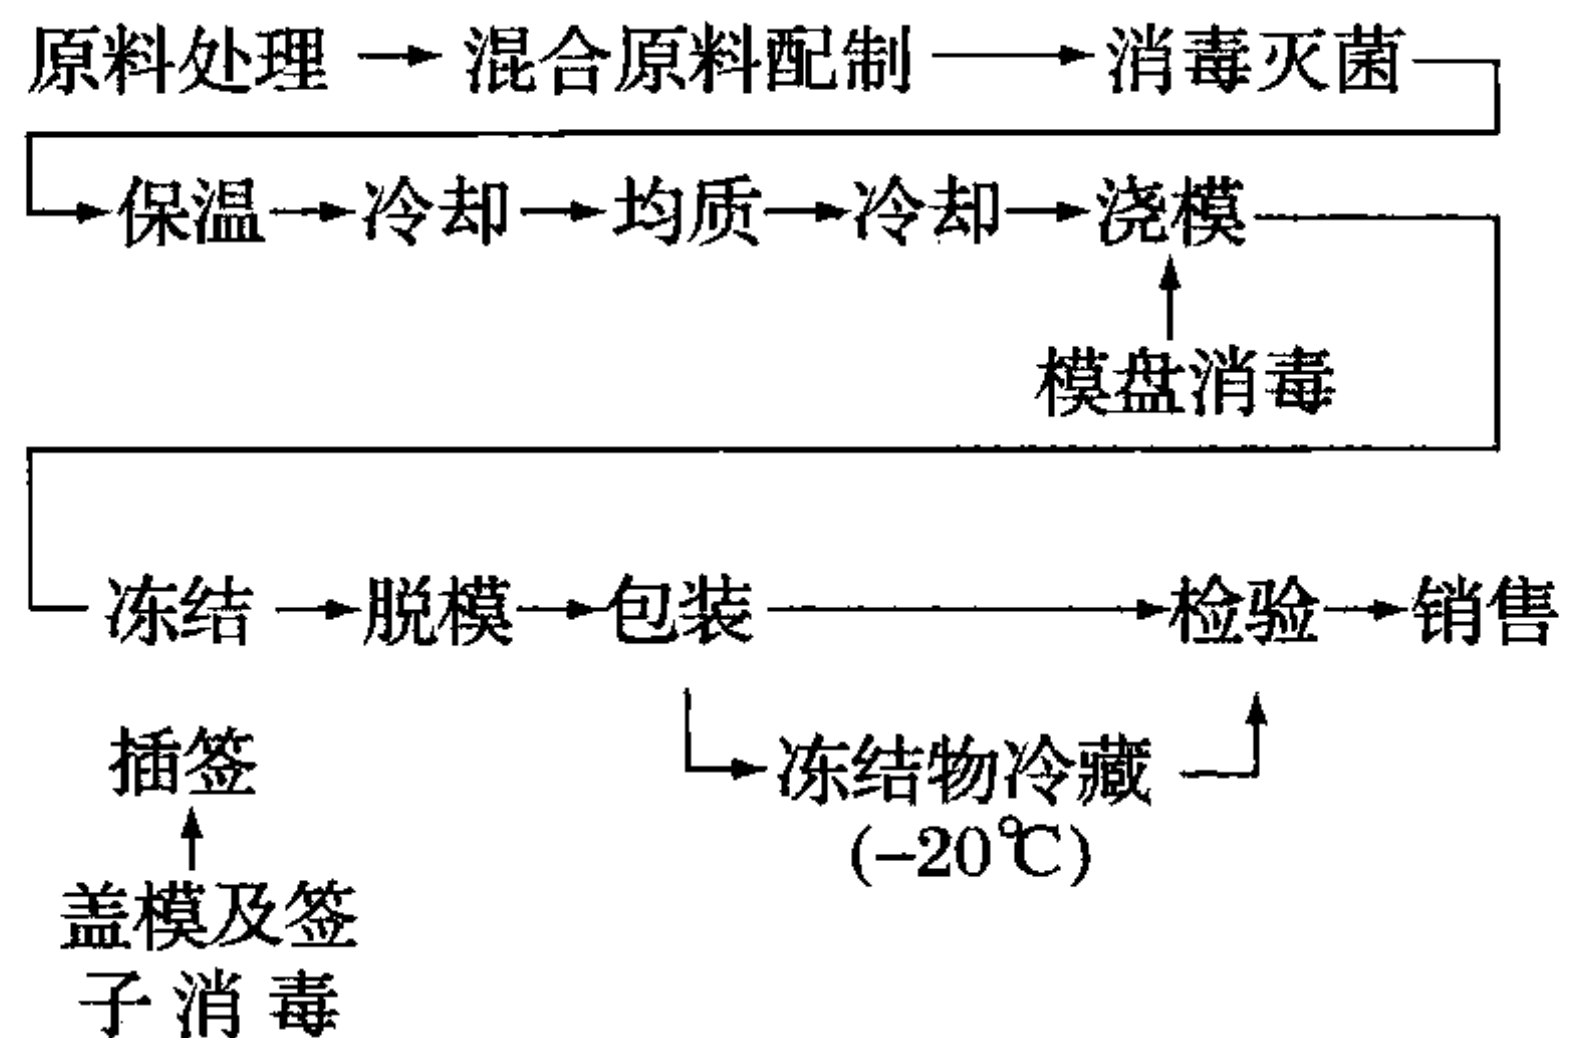 原料处理 → 混合原料配制 → 消毒灭菌
→ 保温 → 冷却 → 均质 → 冷却 → 浇模
模盘消毒
冻结 → 脱模 → 包装 → 检验 → 销售
插签
冻结物冷藏
(-20℃)
盖模及签
子消毒